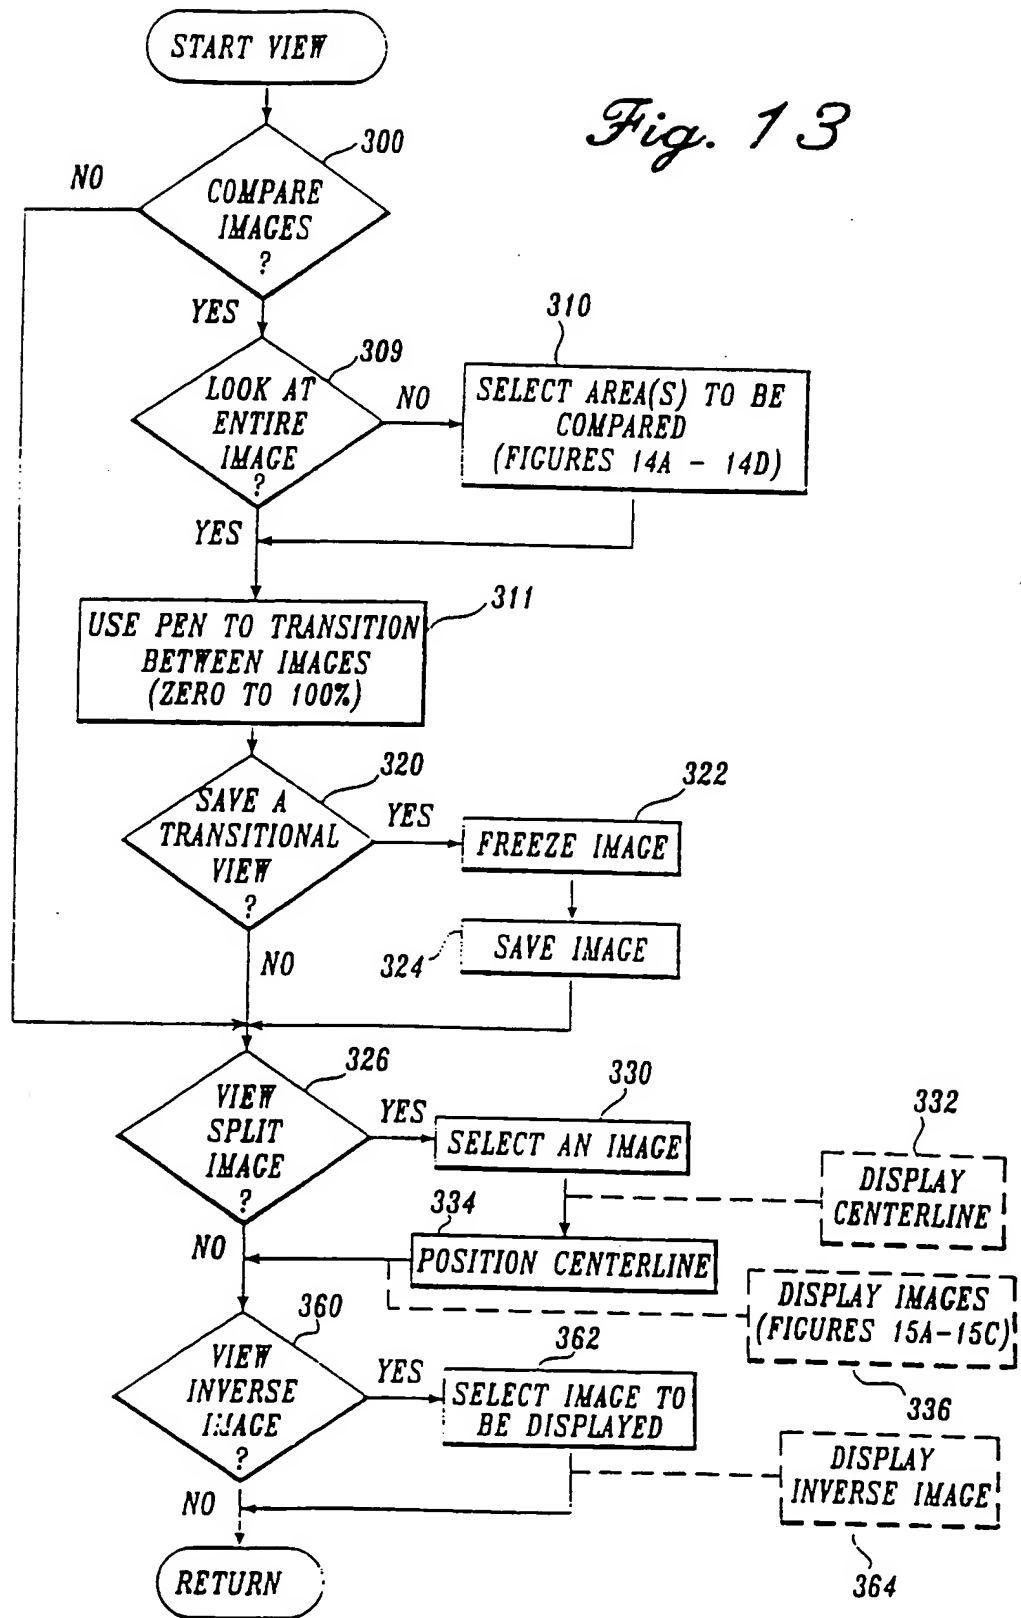 START VIEW
Fig. 13
300
NO
COMPARE
IMAGES
?
YES
309
310
LOOK AT
ENTIRE
IMAGE
?
NO
SELECT AREA(S) TO BE
COMPARED
(FIGURES 14A - 14D)
YES
311
USE PEN TO TRANSITION
BETWEEN IMAGES
(ZERO TO 100%)
320
322
SAVE A
TRANSITIONAL
VIEW
?
YES
FREEZE IMAGE
324
SAVE IMAGE
NO
326
330
332
VIEW
SPLIT
IMAGE
?
YES
SELECT AN IMAGE
DISPLAY
CENTERLINE
334
NO
POSITION CENTERLINE
DISPLAY IMAGES
(FIGURES 15A-15C)
336
360
362
VIEW
INVERSE
IMAGE
?
YES
SELECT IMAGE TO
BE DISPLAYED
DISPLAY
INVERSE IMAGE
364
NO
RETURN